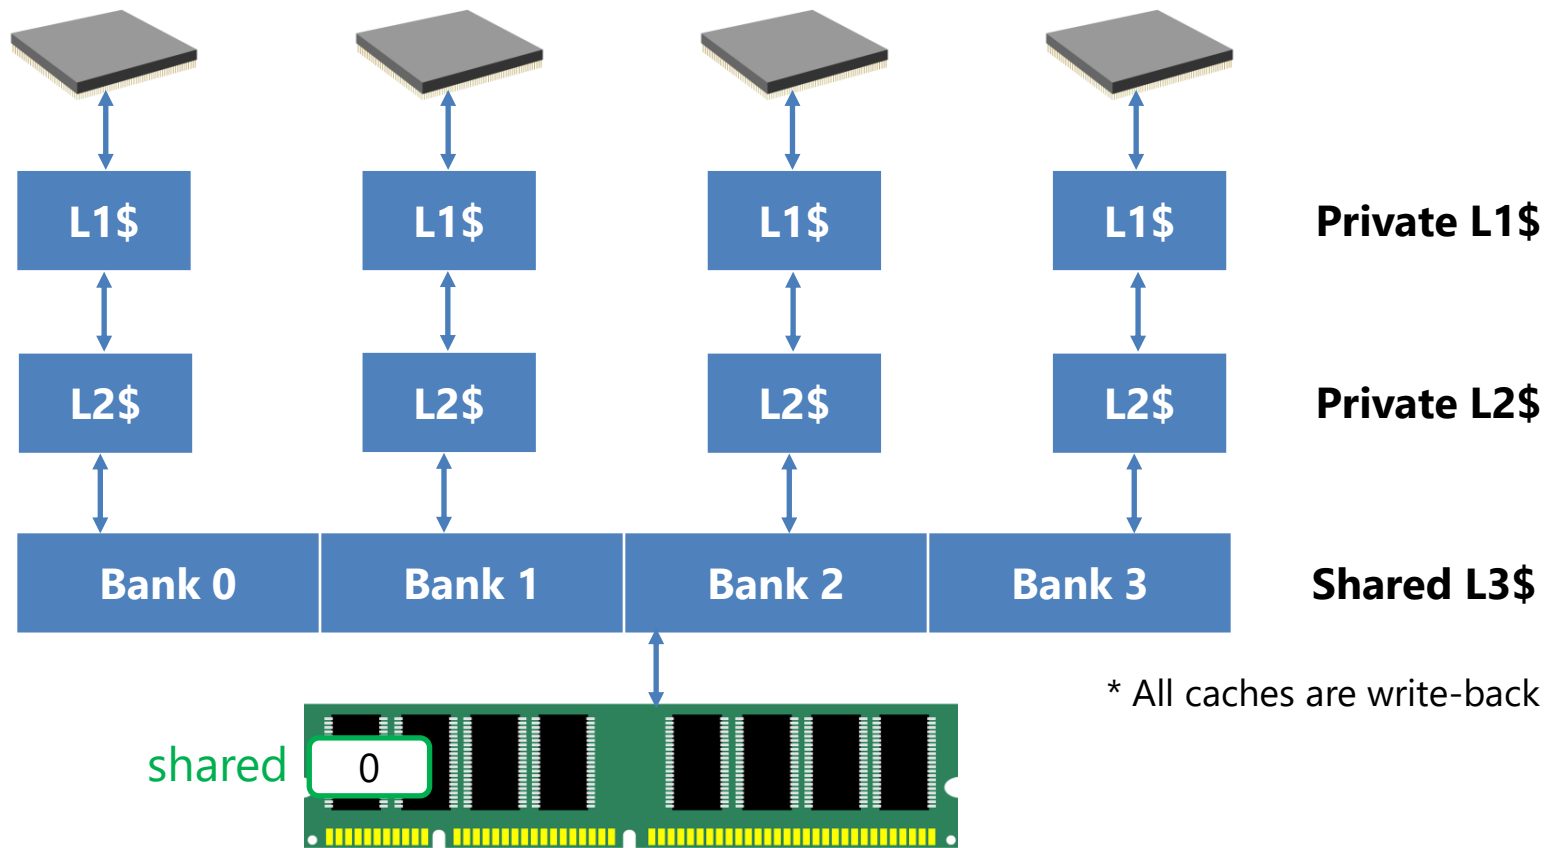 L1$ L1$ L1$ L1$ Private L1$
L2$ L2$ L2$ L2$ Private L2$
Bank 0 Bank 1 Bank 2 Bank 3 Shared L3$
* All caches are write-back
shared 0